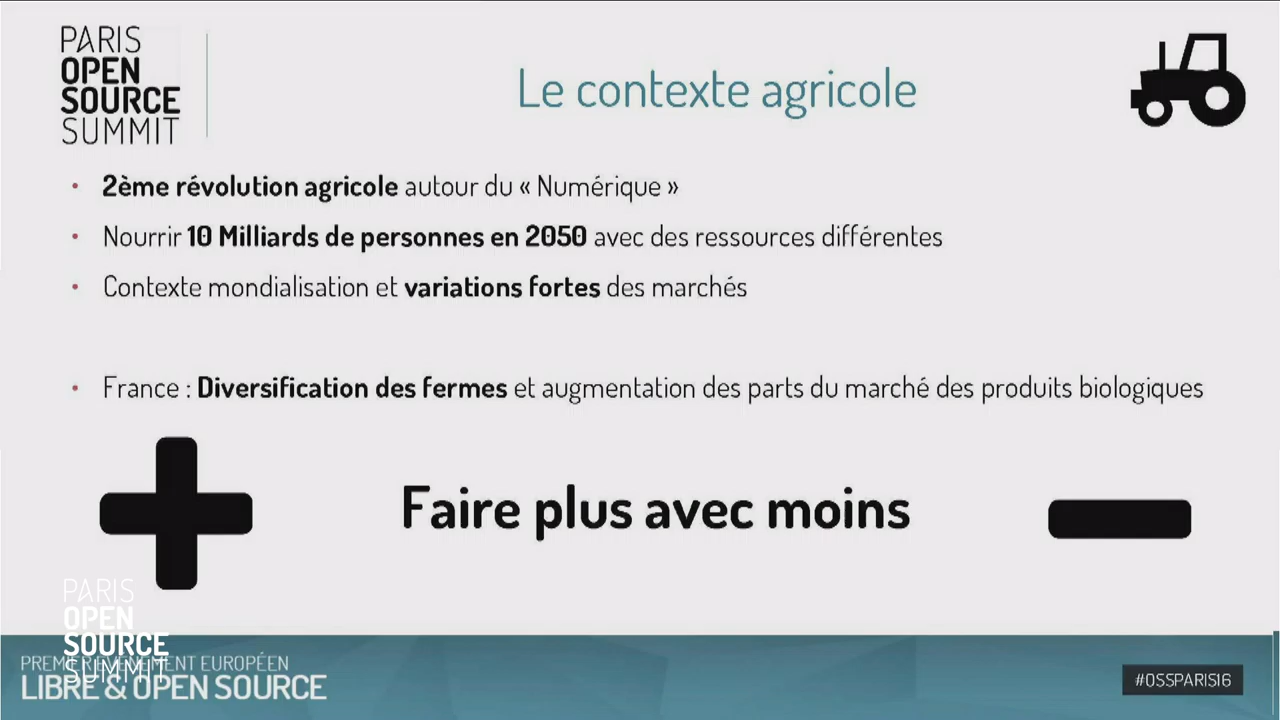 PARIS
OPEN
SOURCE
SUMMIT
Le contexte agricole
• 2ème révolution agricole autour du « Numérique »
• Nourrir 10 Milliards de personnes en 2050 avec des ressources différentes
• Contexte mondialisation et variations fortes des marchés
• France : Diversification des fermes et augmentation des parts du marché des produits biologiques
Faire plus avec moins
PARIS
OPEN
SOURCE
SUMMIT
PREMIER ÉVÉNEMENT EUROPÉEN
LIBRE & OPEN SOURCE
#OSSPARIS16